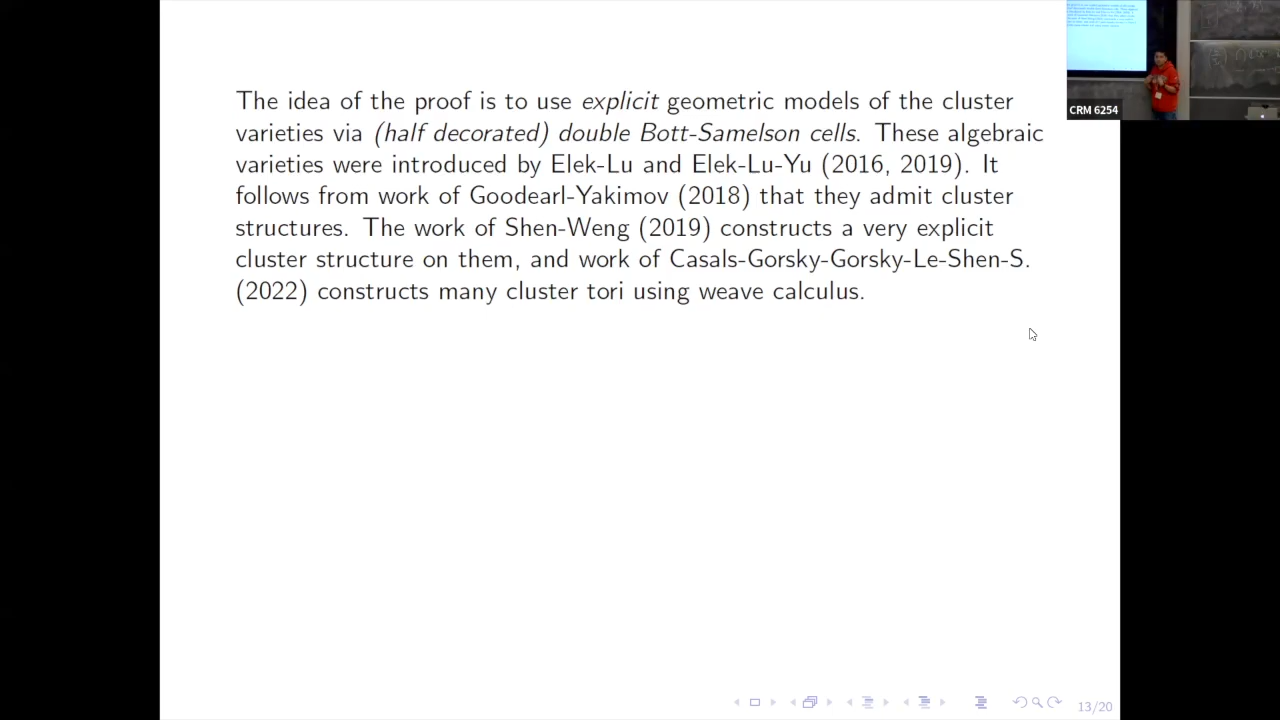 The idea of the proof is to use explicit geometric models of the cluster
varieties via (half decorated) double Bott-Samelson cells. These algebraic
varieties were introduced by Elek-Lu and Elek-Lu-Yu (2016, 2019). It
follows from work of Goodearl-Yakimov (2018) that they admit cluster
structures. The work of Shen-Weng (2019) constructs a very explicit
cluster structure on them, and work of Casals-Gorsky-Gorsky-Le-Shen-S.
(2022) constructs many cluster tori using weave calculus.
CRM 6254
13/20